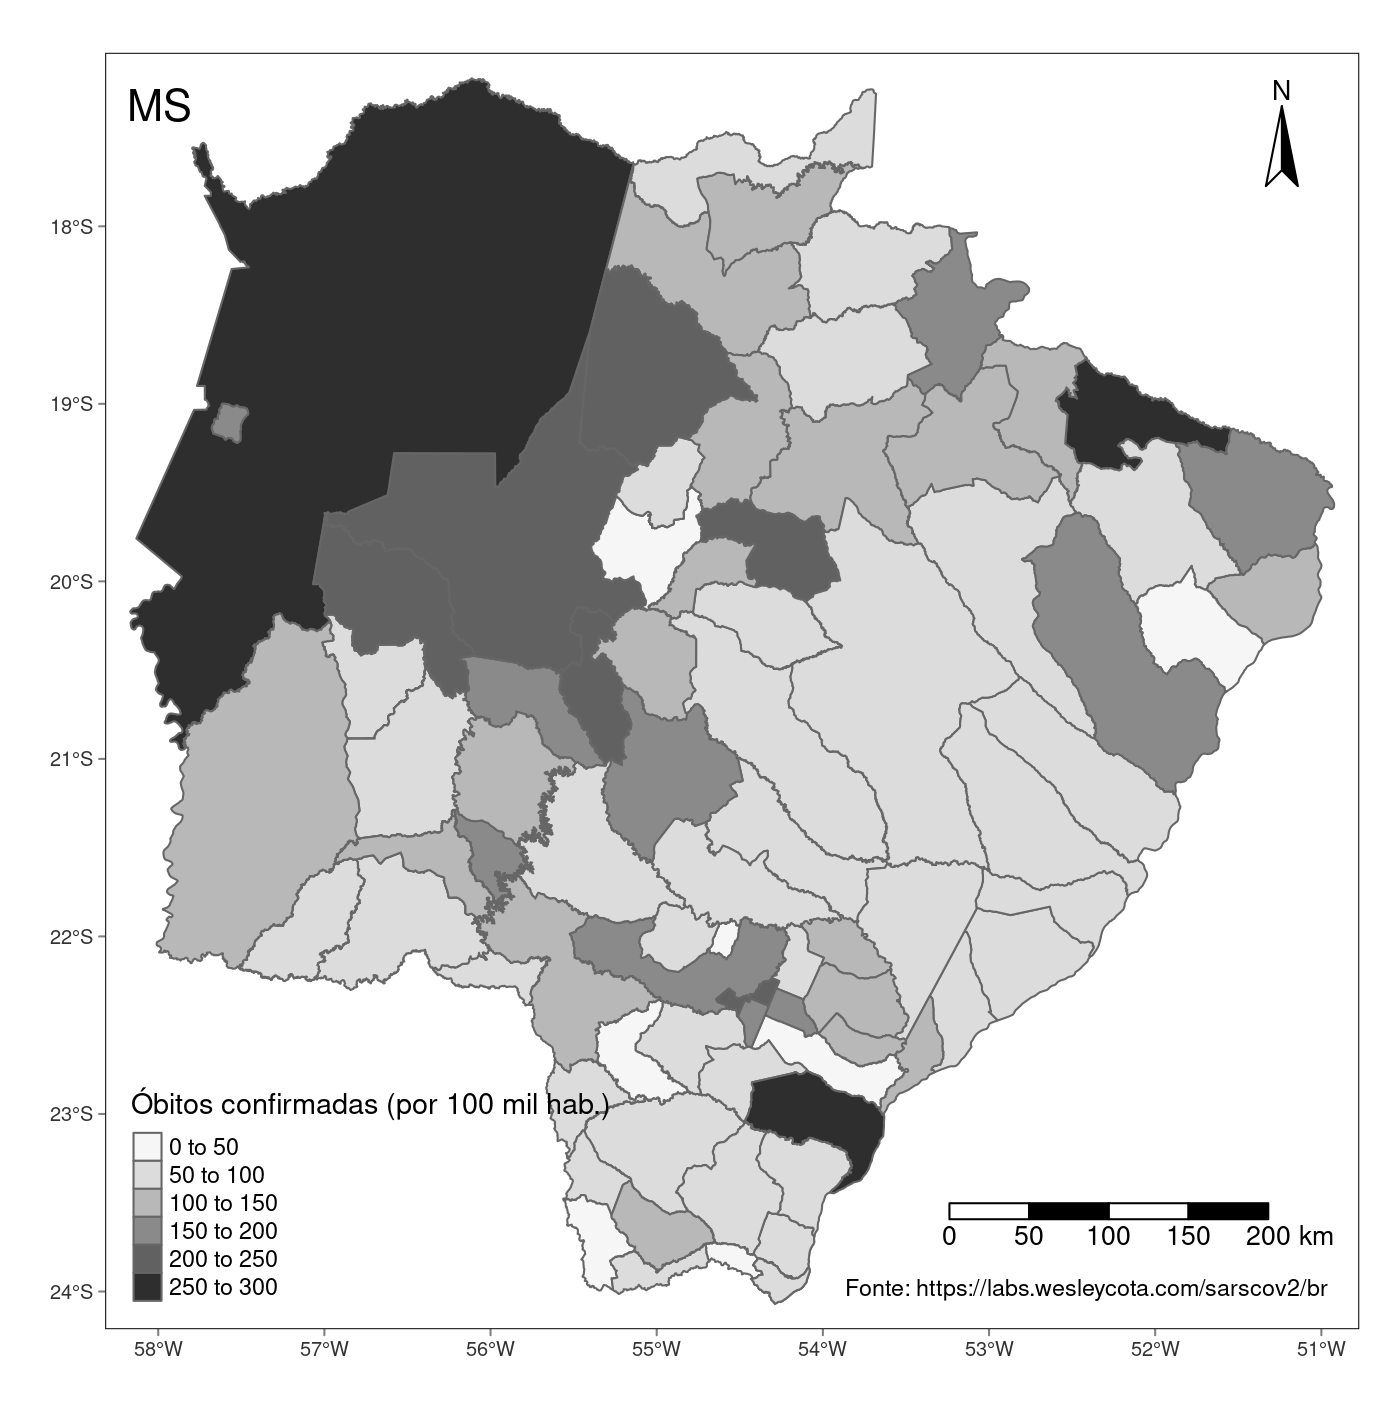 MS
N
18°S
19°S
20°S
21°S
22°S
23°S
24°S
Óbitos confirmadas (por 100 mil hab.)
0 to 50
50 to 100
100 to 150
150 to 200
200 to 250
250 to 300
0 50 100 150 200 km
Fonte: https://labs.wesleycota.com/sarscov2/br
58°W 57°W 56°W 55°W 54°W 53°W 52°W 51°W